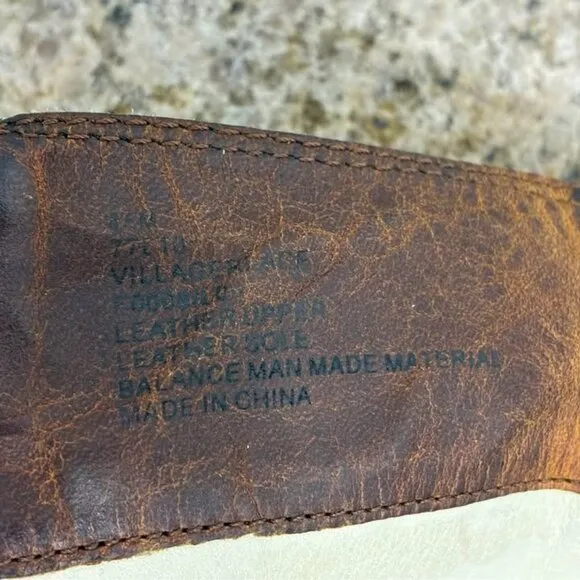 VILLAGE PLACE
LEATHER UPPER
LEATHER SOLE
BALANCE MAN MADE MATERIAL
MADE IN CHINA